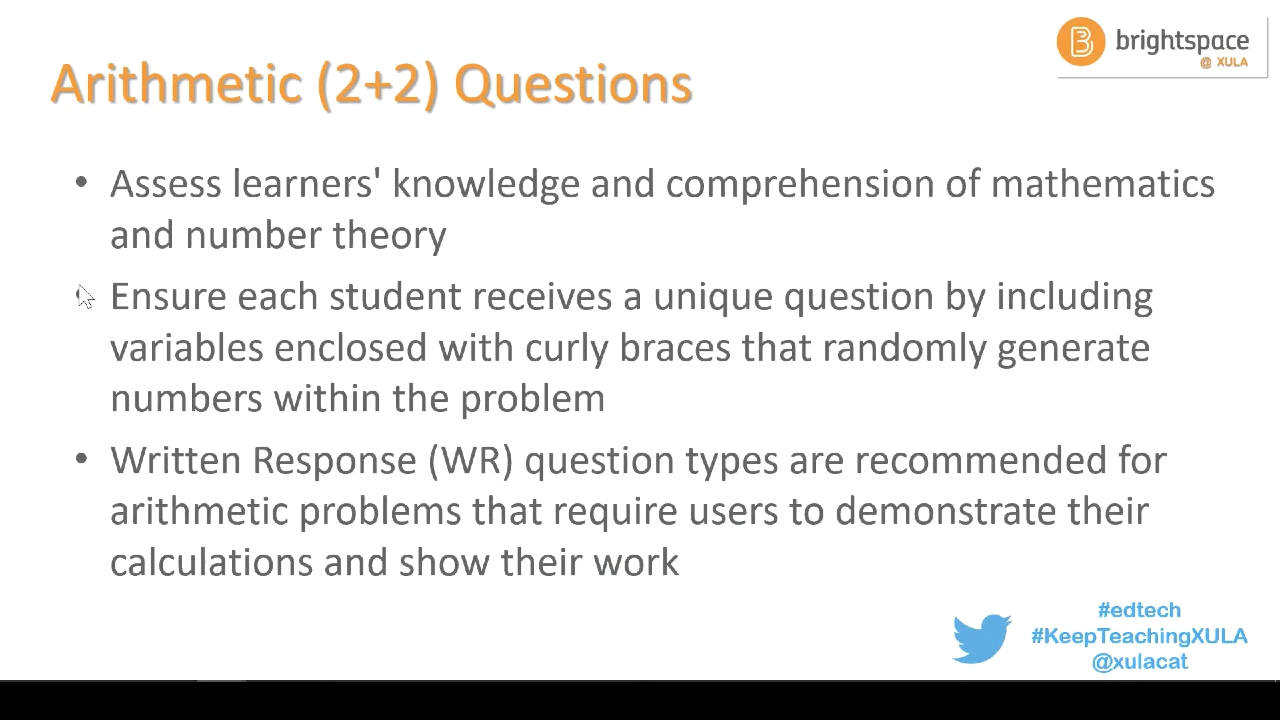 brightspace
@ XULA
Arithmetic (2+2) Questions
• Assess learners' knowledge and comprehension of mathematics
and number theory
Ensure each student receives a unique question by including
variables enclosed with curly braces that randomly generate
numbers within the problem
• Written Response (WR) question types are recommended for
arithmetic problems that require users to demonstrate their
calculations and show their work
#edtech
#KeepTeachingXULA
@xulacat